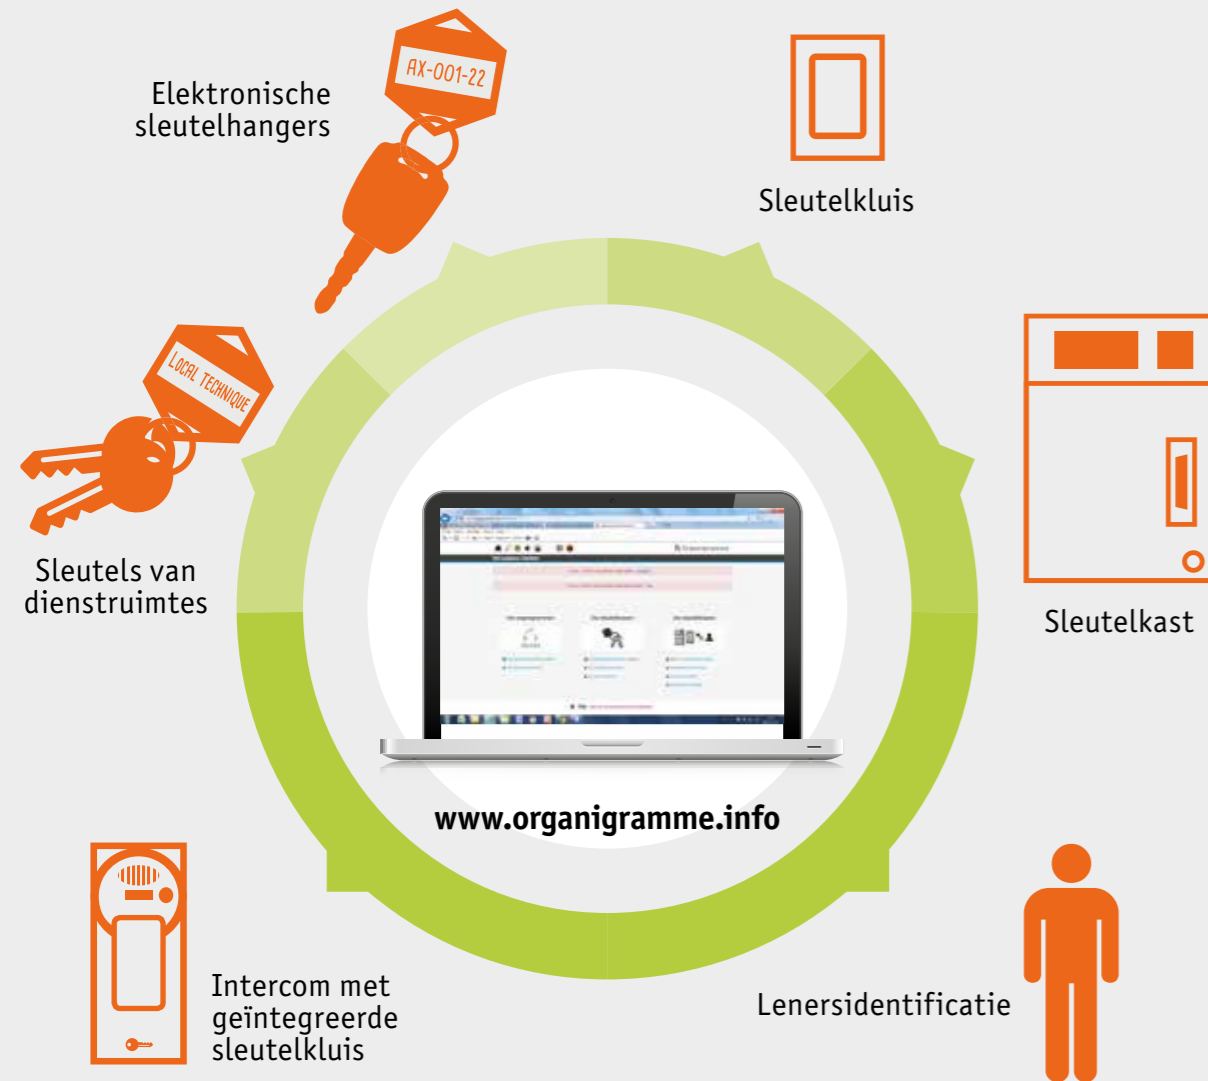 Elektronische
sleutelhangers
AX-001-22
Sleutelkluis
LOCAL TECHNIQUE
Sleutels van
dienstruimtes
Sleutelkast
www.organigramme.info
Intercom met
geïntegreerde
sleutelkluis
Lenersidentificatie